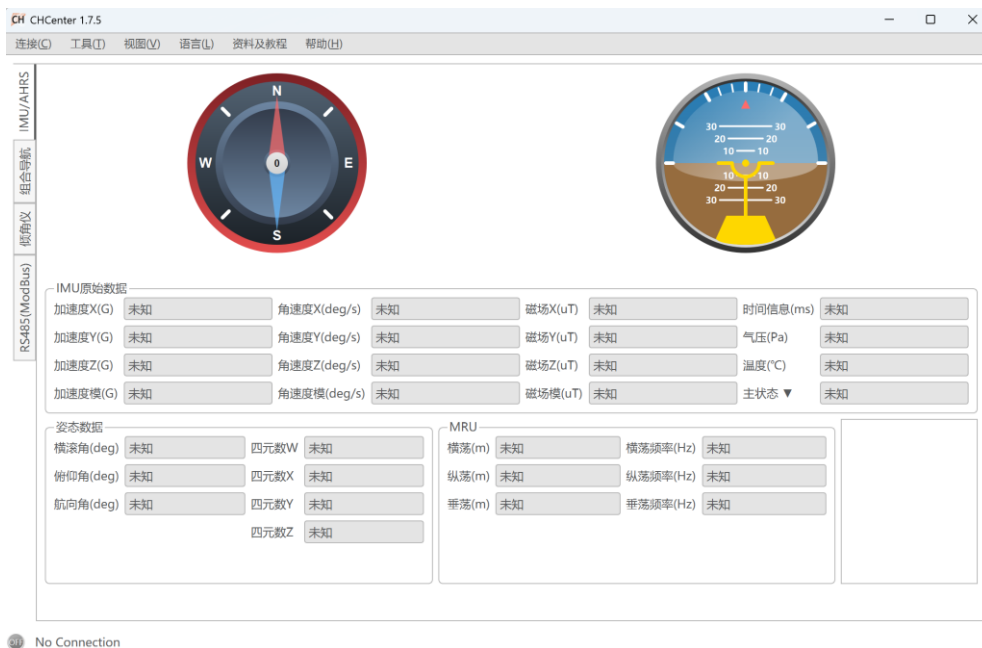 CH CHCenter 1.7.5
连接(C) 工具(T) 视图(V) 语言(L) 资料及教程 帮助(H)
IMU/AHRS
组合导航
倾角仪
RS485(ModBus)
N
W 0 E
S
30 30
20 20
10 10
10 10
20 20
30 30
IMU原始数据
加速度X(G) 未知 角速度X(deg/s) 未知 磁场X(uT) 未知 时间信息(ms) 未知
加速度Y(G) 未知 角速度Y(deg/s) 未知 磁场Y(uT) 未知 气压(Pa) 未知
加速度Z(G) 未知 角速度Z(deg/s) 未知 磁场Z(uT) 未知 温度(℃) 未知
加速度模(G) 未知 角速度模(deg/s) 未知 磁场模(uT) 未知 主状态 ▼ 未知
姿态数据 MRU
横滚角(deg) 未知 四元数W 未知 横荡(m) 未知 横荡频率(Hz) 未知
俯仰角(deg) 未知 四元数X 未知 纵荡(m) 未知 纵荡频率(Hz) 未知
航向角(deg) 未知 四元数Y 未知 垂荡(m) 未知 垂荡频率(Hz) 未知
四元数Z 未知
OFF No Connection